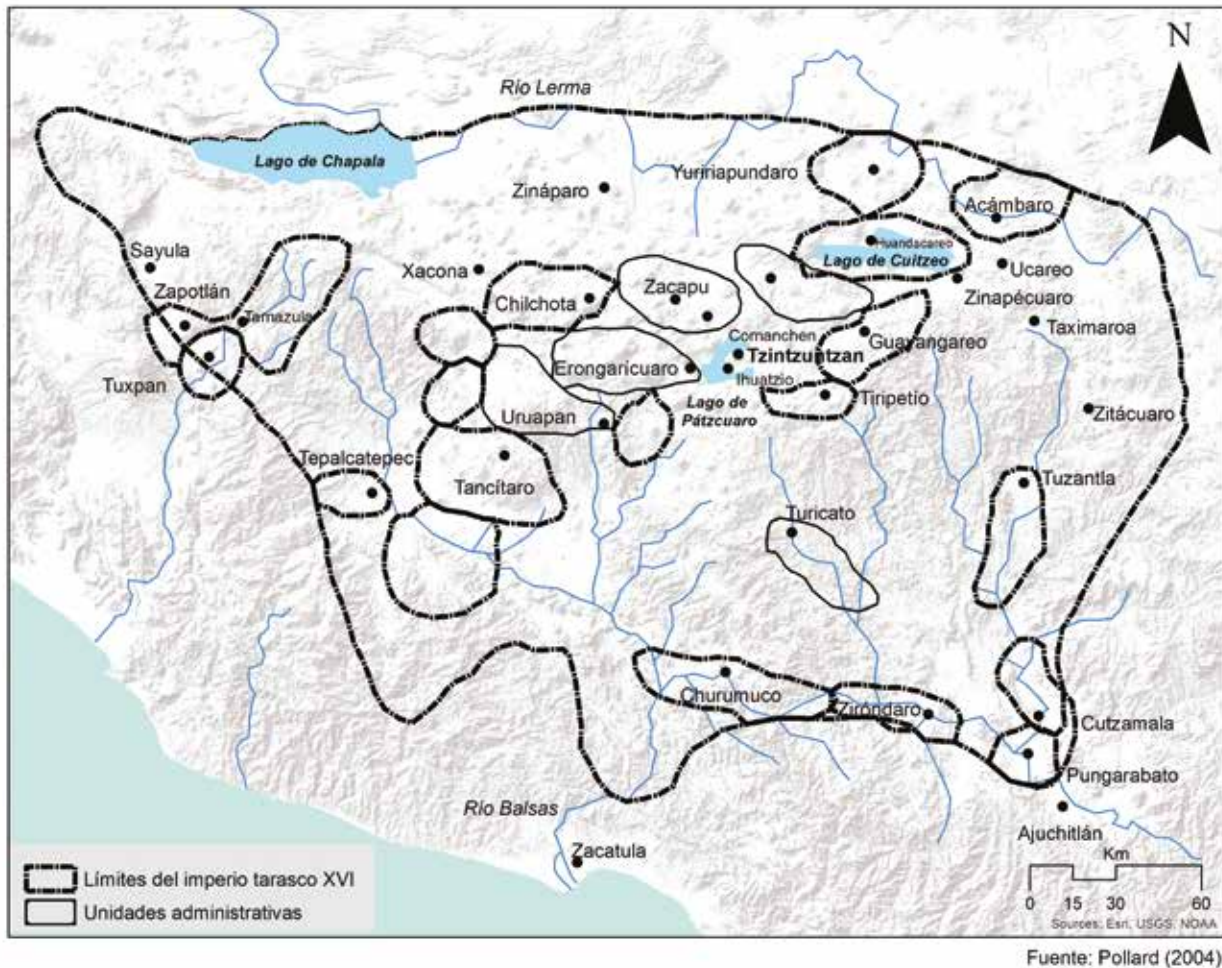 N
Río Lerma
Lago de Chapala
Yuririapundaro
Zináparo
Acámbaro
Huandacareo
Lago de Cuitzeo
Sayula
Xacona
Ucareo
Zapotlán
Chilchota
Zacapu
Zinapécuaro
Tamazula
Taximaroa
Comanchen
Guayangareo
Tzintzuntzan
Tuxpan
Erongarícuaro
Ihuatzio
Lago de
Pátzcuaro
Tiripetío
Uruapan
Zitácuaro
Tepalcatepec
Tancítaro
Tuzantla
Turicato
Churumuco
Ziróndaro
Cutzamala
Pungarabato
Río Balsas
Ajuchitlán
Zacatula
Km
Límites del imperio tarasco XVI
Unidades administrativas
0 15 30 60
Sources: Esri, USGS, NOAA
Fuente: Pollard (2004)